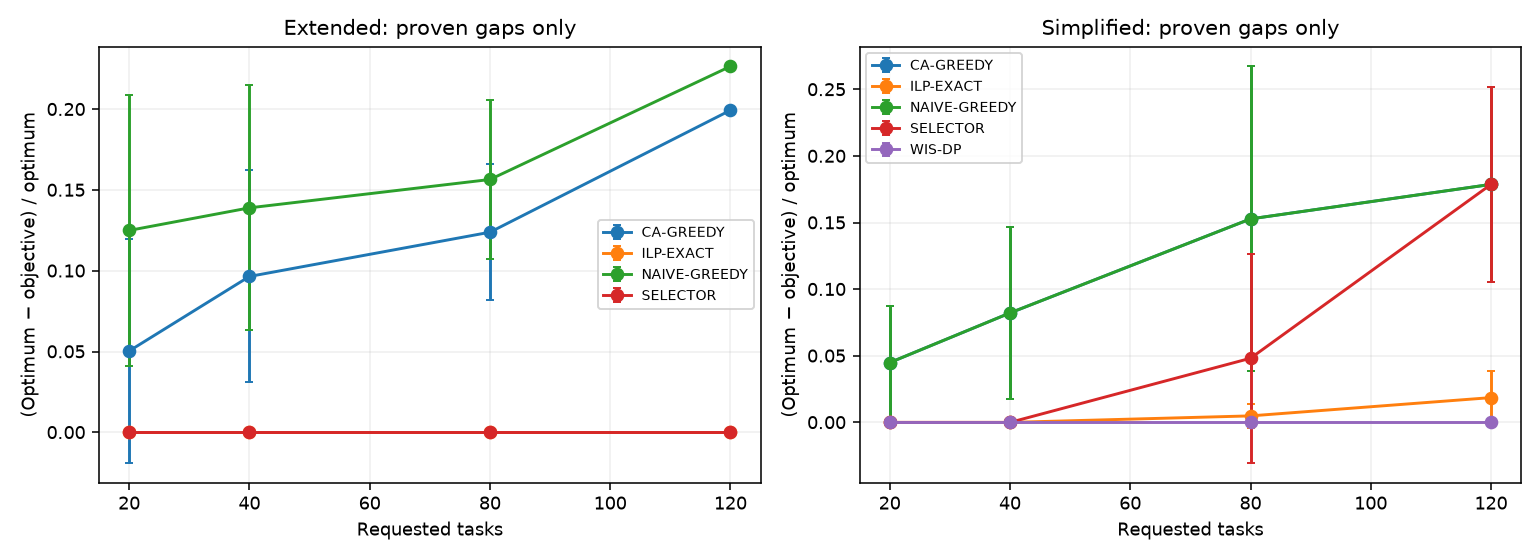 Extended: proven gaps only
(Optimum − objective) / optimum
0.20
0.15
0.10
0.05
0.00
CA-GREEDY
ILP-EXACT
NAIVE-GREEDY
SELECTOR
20
40
60
80
100
120
Requested tasks
Simplified: proven gaps only
(Optimum − objective) / optimum
0.25
0.20
0.15
0.10
0.05
0.00
CA-GREEDY
ILP-EXACT
NAIVE-GREEDY
SELECTOR
WIS-DP
20
40
60
80
100
120
Requested tasks